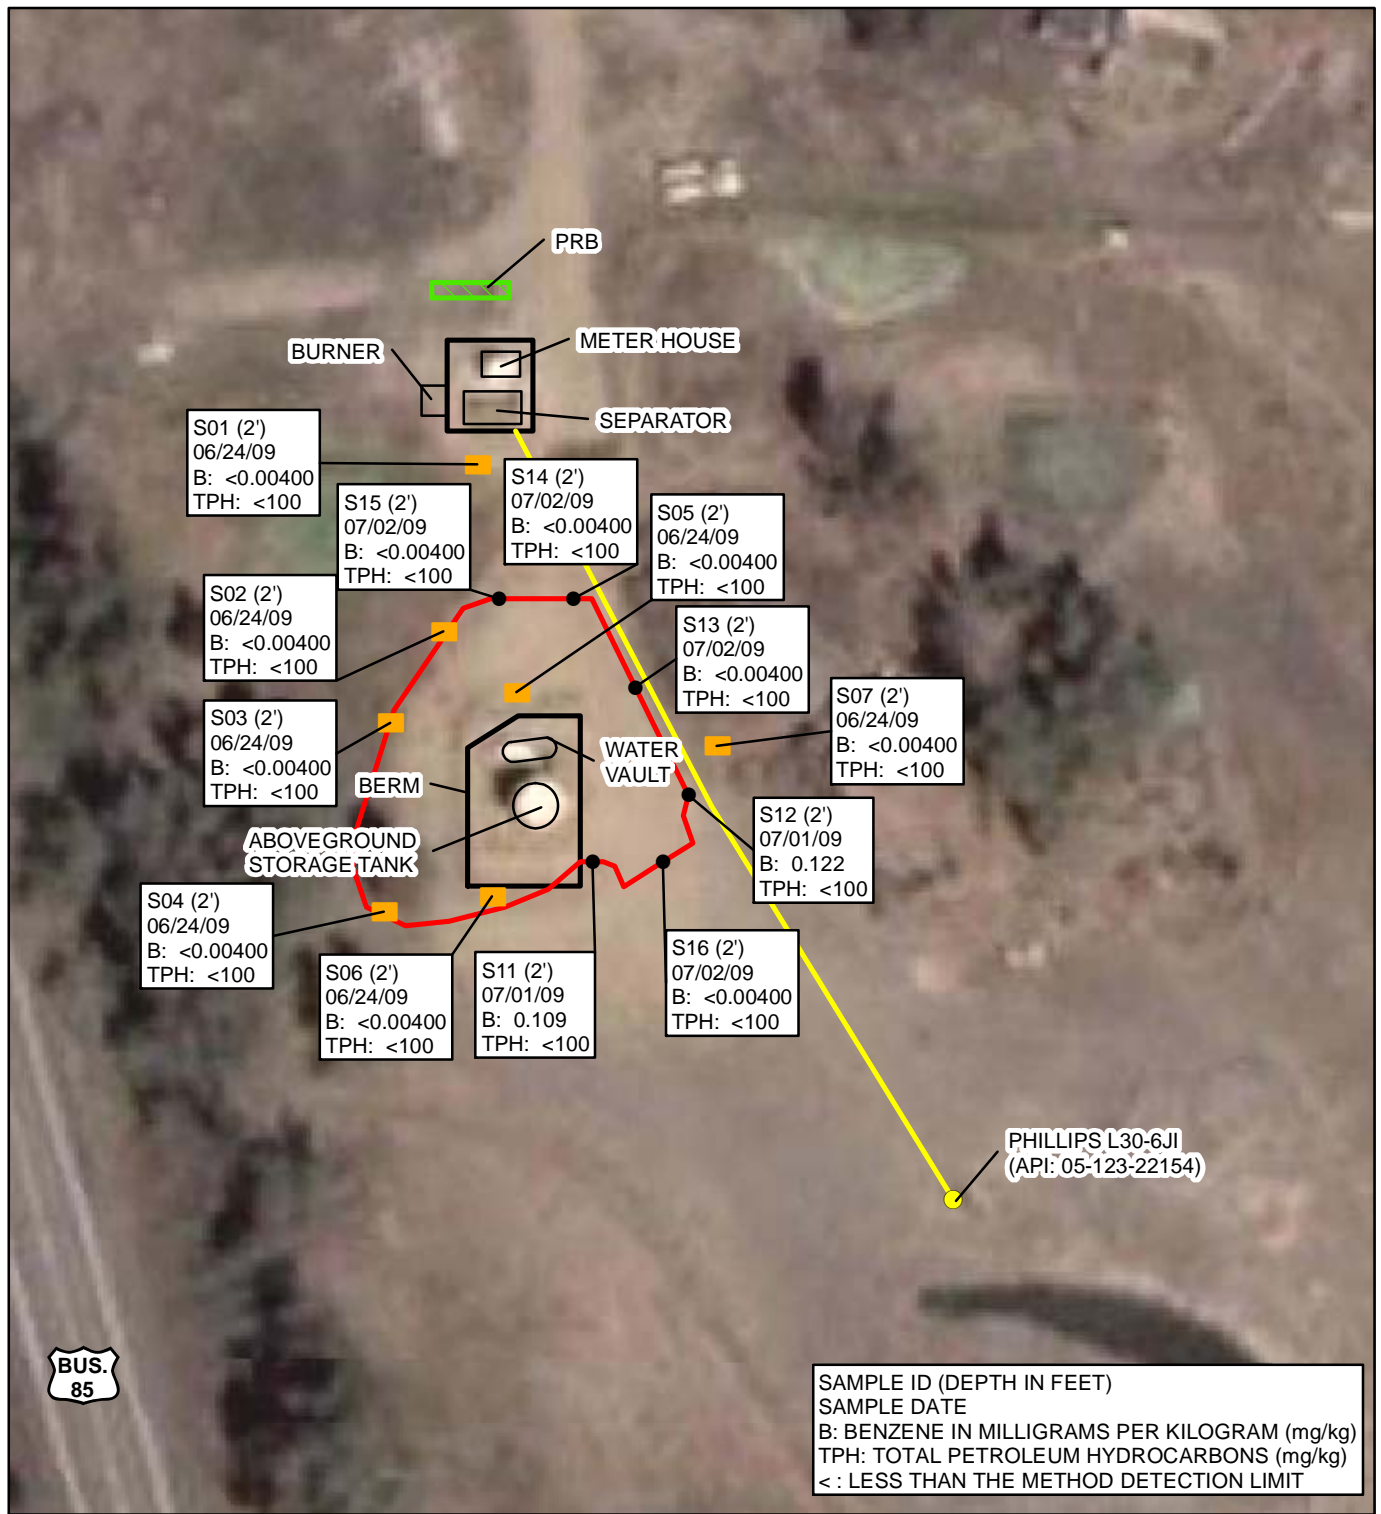 PRB
METER HOUSE
BURNER
SEPARATOR
S01 (2')
06/24/09
B: <0.00400
TPH: <100
S14 (2')
07/02/09
B: <0.00400
TPH: <100
S15 (2')
07/02/09
B: <0.00400
TPH: <100
S05 (2')
06/24/09
B: <0.00400
TPH: <100
S02 (2')
06/24/09
B: <0.00400
TPH: <100
S13 (2')
07/02/09
B: <0.00400
TPH: <100
S07 (2')
06/24/09
B: <0.00400
TPH: <100
S03 (2')
06/24/09
B: <0.00400
TPH: <100
WATER
VAULT
BERM
S12 (2')
07/01/09
B: 0.122
TPH: <100
ABOVEGROUND
STORAGE TANK
S04 (2')
06/24/09
B: <0.00400
TPH: <100
S06 (2')
06/24/09
B: <0.00400
TPH: <100
S11 (2')
07/01/09
B: 0.109
TPH: <100
S16 (2')
07/02/09
B: <0.00400
TPH: <100
PHILLIPS L30-6JI
(API: 05-123-22154)
BUS.
85
SAMPLE ID (DEPTH IN FEET)
SAMPLE DATE
B: BENZENE IN MILLIGRAMS PER KILOGRAM (mg/kg)
TPH: TOTAL PETROLEUM HYDROCARBONS (mg/kg)
< : LESS THAN THE METHOD DETECTION LIMIT